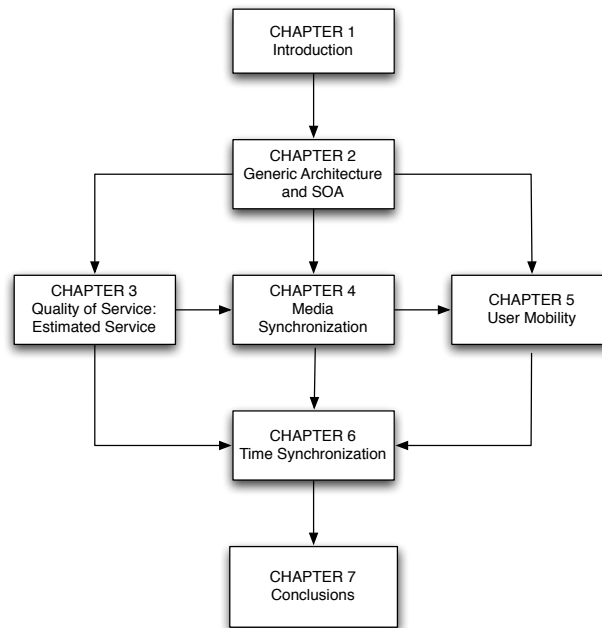 CHAPTER 1
Introduction
CHAPTER 2
Generic Architecture
and SOA
CHAPTER 3
Quality of Service:
Estimated Service
CHAPTER 4
Media
Synchronization
CHAPTER 5
User Mobility
CHAPTER 6
Time Synchronization
CHAPTER 7
Conclusions